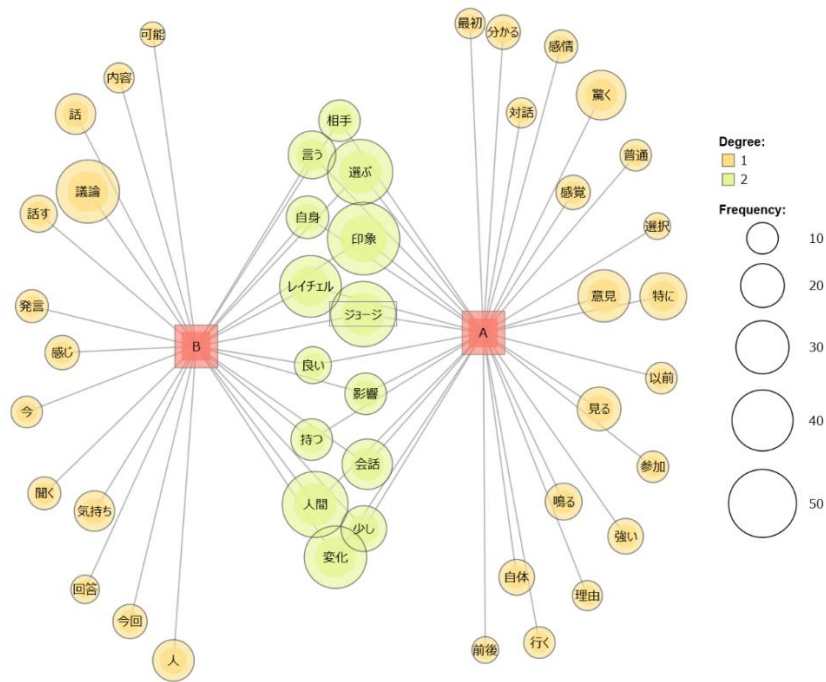 可能
内容
話
議論
話す
発言
感じ
今
聞く
気持ち
回答
今回
人
B
相手
言う
選ぶ
自身
印象
レイチェル
ジョージ
良い
影響
持つ
会話
人間
少し
変化
A
最初
分かる
感情
驚く
対話
普通
感覚
選択
意見
特に
以前
見る
参加
鳴る
強い
自体
理由
行く
前後
Degree:
1
2
Frequency:
10
20
30
40
50